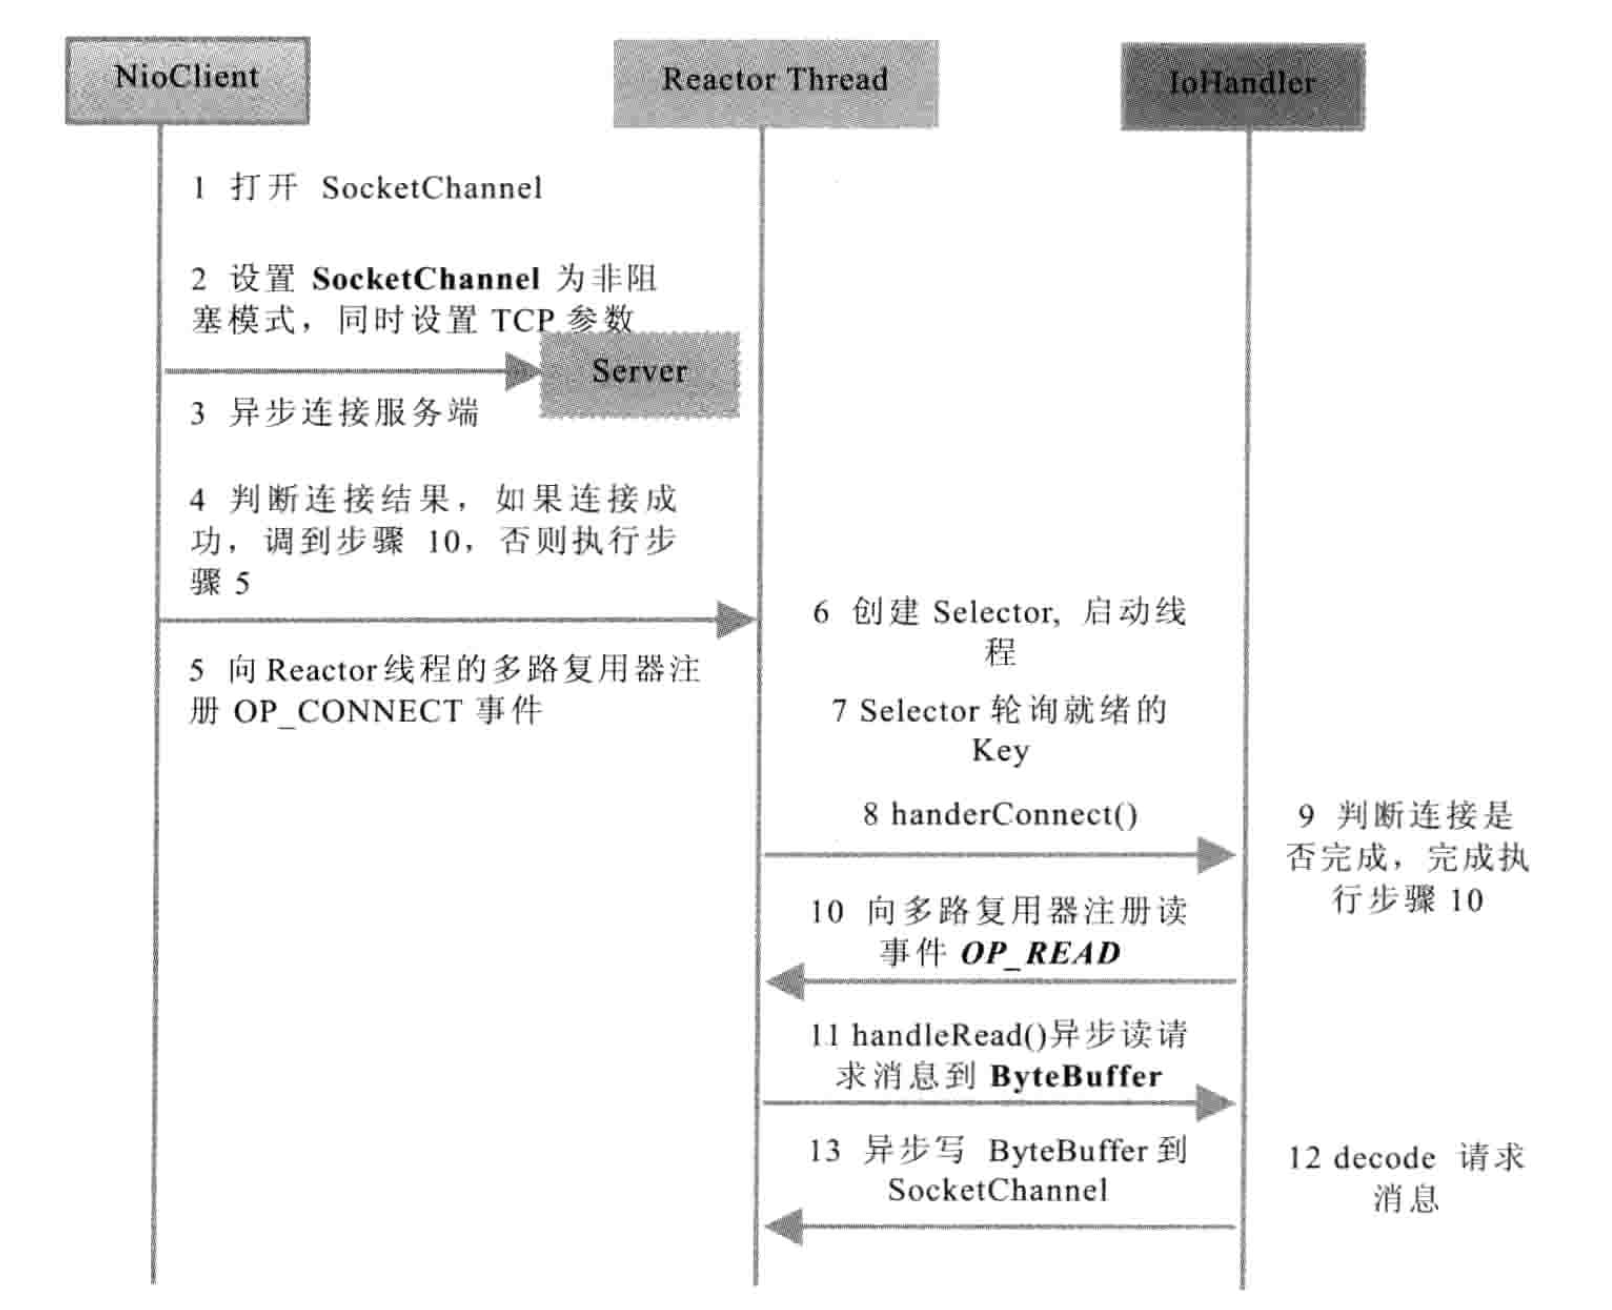 NioClient
Reactor Thread
IoHandler
1 打开 SocketChannel
2 设置 SocketChannel 为非阻
塞模式，同时设置 TCP 参数
Server
3 异步连接服务端
4 判断连接结果，如果连接成
功，调到步骤 10，否则执行步
骤 5
5 向 Reactor 线程的多路复用器注
册 OP_CONNECT 事件
6 创建 Selector, 启动线
程
7 Selector 轮询就绪的
Key
8 handerConnect()
9 判断连接是
否完成，完成执
行步骤 10
10 向多路复用器注册读
事件 OP_READ
11 handleRead()异步读请
求消息到 ByteBuffer
12 decode 请求
消息
13 异步写 ByteBuffer 到
SocketChannel